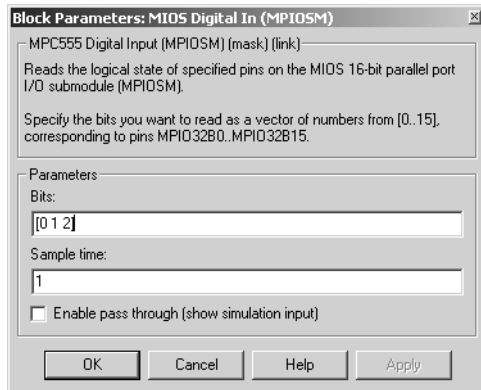 Block Parameters: MIOS Digital In (MPIOSM)
MPC555 Digital Input (MPIOSM) (mask) (link)
Reads the logical state of specified pins on the MIOS 16-bit parallel port
I/O submodule (MPIOSM).
Specify the bits you want to read as a vector of numbers from [0..15],
corresponding to pins MPIO32B0..MPIO32B15.
Parameters
Bits:
[0 1 2]
Sample time:
1
Enable pass through (show simulation input)
OK Cancel Help Apply